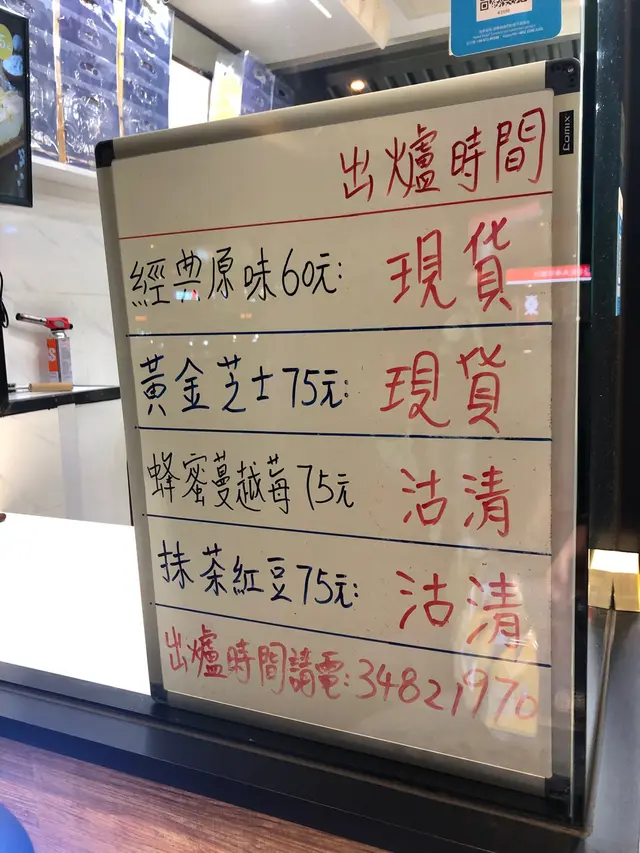 Comix
出爐時間
經典原味60元: 現貨
黃金芝士75元: 現貨
蜂蜜蔓越莓75元 沽清
抹茶紅豆75元: 沽清
出爐時間請電:34821970